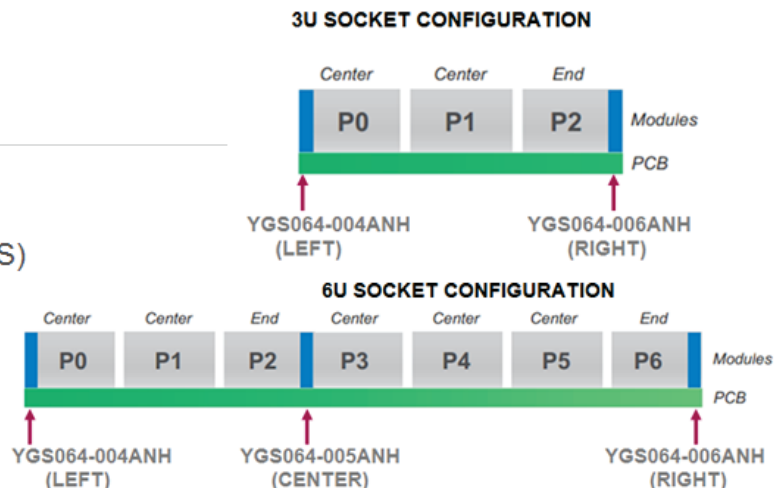 3U SOCKET CONFIGURATION
Center Center End
P0 P1 P2 Modules
PCB
YGS064-004ANH YGS064-006ANH
(LEFT) (RIGHT)
S)
6U SOCKET CONFIGURATION
Center Center End Center Center Center End
P0 P1 P2 P3 P4 P5 P6 Modules
PCB
YGS064-004ANH YGS064-005ANH YGS064-006ANH
(LEFT) (CENTER) (RIGHT)